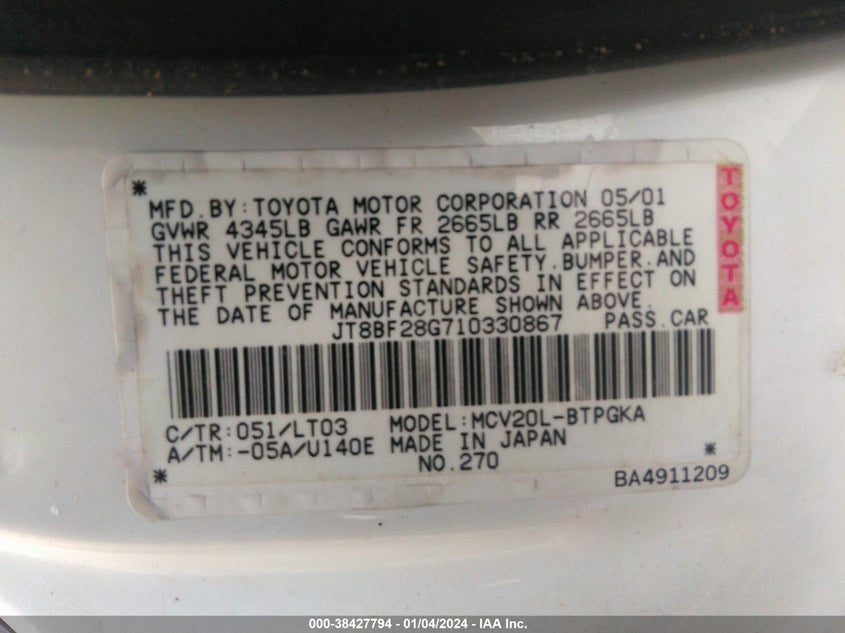 MFD.BY:TOYOTA MOTOR CORPORATION 05/01
GVWR 4345LB GAWR FR 2665LB RR 2665LB
THIS VEHICLE CONFORMS TO ALL APPLICABLE
FEDERAL MOTOR VEHICLE SAFETY.BUMPER.AND
THEFT PREVENTION STANDARDS IN EFFECT ON
THE DATE OF MANUFACTURE SHOWN ABOVE.
JT8BF28G710330867 PASS.CAR
TOYOTA
C/TR:051/LT03 MODEL:MCV20L-BTPGKA
A/TM:-05A/U140E MADE IN JAPAN
NO.270
BA4911209
000-38427794 - 01/04/2024 - IAA Inc.